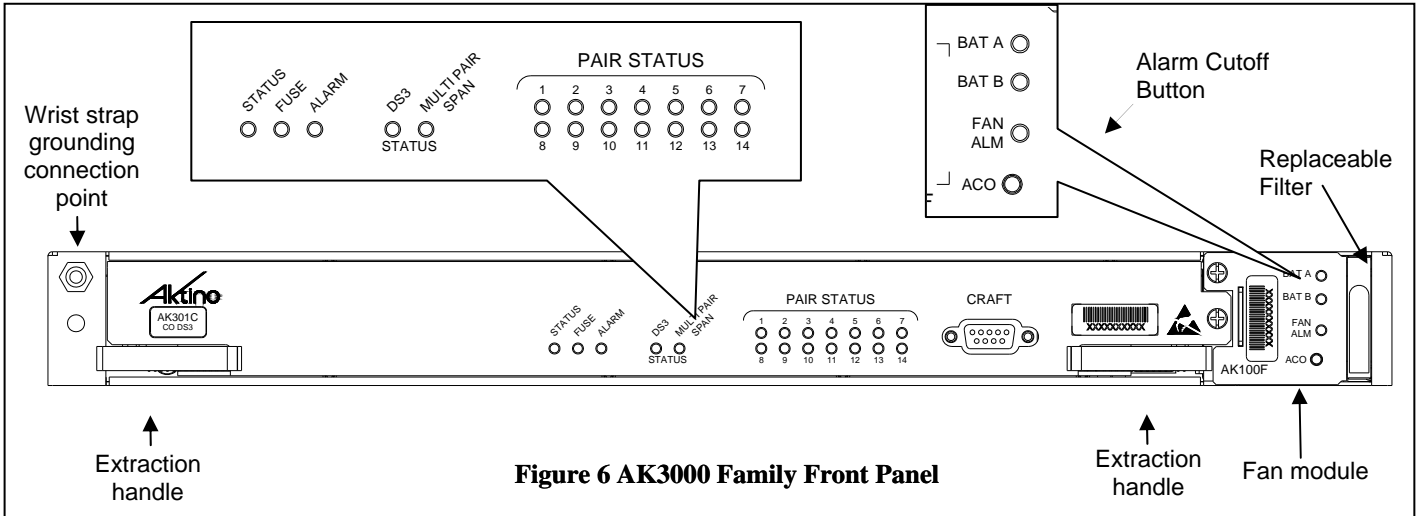 STATUS
FUSE
ALARM
DS3
MULTI PAIR
SPAN
STATUS
PAIR STATUS
1 2 3 4 5 6 7
8 9 10 11 12 13 14
BAT A
BAT B
FAN
ALM
ACO
Alarm Cutoff
Button
Wrist strap
grounding
connection
point
Replaceable
Filter
Aktino
AK301C
CO DS3
STATUS
FUSE
ALARM
DS3
MULTI PAIR
SPAN
STATUS
PAIR STATUS
1 2 3 4 5 6 7
8 9 10 11 12 13 14
CRAFT
XXXXXXXXXX
XXXXXXXXXX
BAT A
BAT B
FAN
ALM
ACO
AK100F
Extraction
handle
Figure 6 AK3000 Family Front Panel
Extraction
handle
Fan module